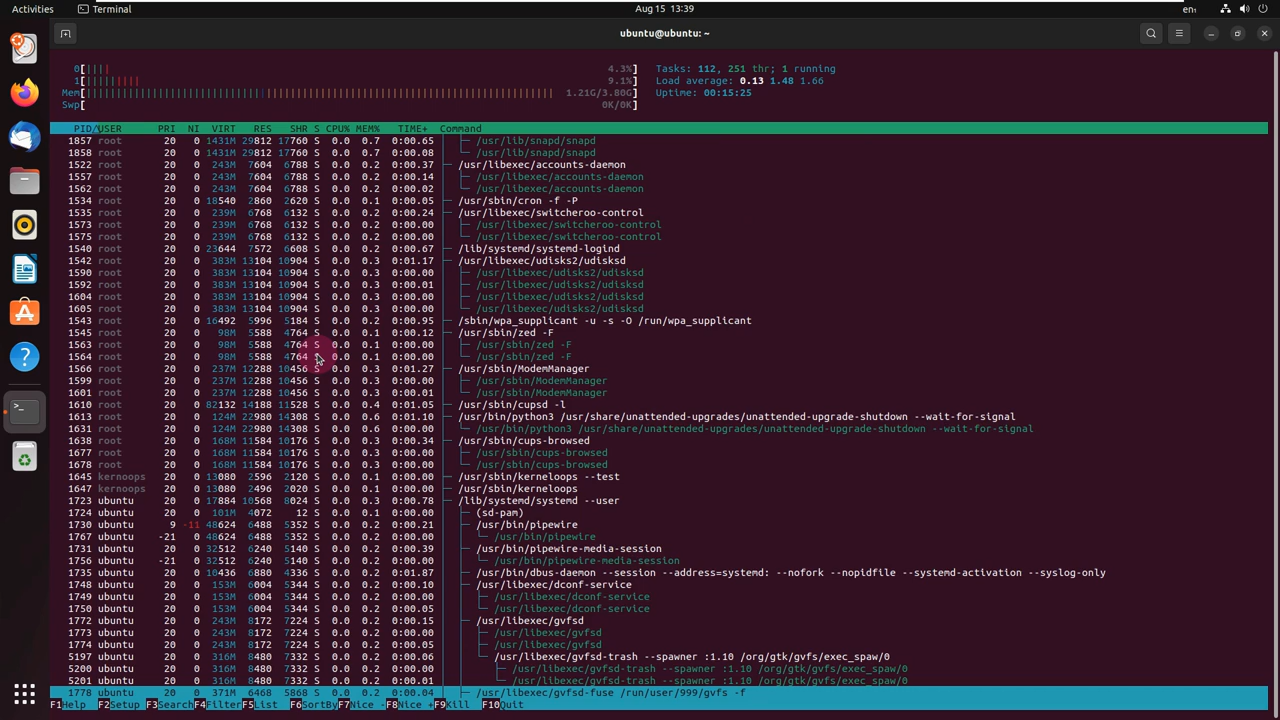 Activities Terminal Aug 15 13:39 en
ubuntu@ubuntu: ~
0[|||| 4.3%] Tasks: 112, 251 thr; 1 running
1[|||||||||| 9.1%] Load average: 0.13 1.48 1.66
Mem[ 1.21G/3.80G] Uptime: 00:15:25
Swp[ 0K/0K]
PID△USER PRI NI VIRT RES SHR S CPU% MEM% TIME+ Command
1857 root 20 0 1431M 29812 17760 S 0.0 0.7 0:00.65 │ ├─ /usr/lib/snapd/snapd
1858 root 20 0 1431M 29812 17760 S 0.0 0.7 0:00.08 │ └─ /usr/lib/snapd/snapd
1522 root 20 0 243M 7604 6788 S 0.0 0.2 0:00.37 ├─ /usr/libexec/accounts-daemon
1557 root 20 0 243M 7604 6788 S 0.0 0.2 0:00.14 │ ├─ /usr/libexec/accounts-daemon
1562 root 20 0 243M 7604 6788 S 0.0 0.2 0:00.02 │ └─ /usr/libexec/accounts-daemon
1534 root 20 0 18540 2860 2620 S 0.0 0.1 0:00.05 ├─ /usr/sbin/cron -f -P
1535 root 20 0 239M 6768 6132 S 0.0 0.2 0:00.24 ├─ /usr/libexec/switcheroo-control
1573 root 20 0 239M 6768 6132 S 0.0 0.2 0:00.00 │ ├─ /usr/libexec/switcheroo-control
1575 root 20 0 239M 6768 6132 S 0.0 0.2 0:00.00 │ └─ /usr/libexec/switcheroo-control
1540 root 20 0 23644 7572 6608 S 0.0 0.2 0:00.67 ├─ /lib/systemd/systemd-logind
1542 root 20 0 383M 13104 10904 S 0.0 0.3 0:01.17 ├─ /usr/libexec/udisks2/udisksd
1590 root 20 0 383M 13104 10904 S 0.0 0.3 0:00.00 │ ├─ /usr/libexec/udisks2/udisksd
1592 root 20 0 383M 13104 10904 S 0.0 0.3 0:00.01 │ ├─ /usr/libexec/udisks2/udisksd
1604 root 20 0 383M 13104 10904 S 0.0 0.3 0:00.00 │ ├─ /usr/libexec/udisks2/udisksd
1605 root 20 0 383M 13104 10904 S 0.0 0.3 0:00.00 │ └─ /usr/libexec/udisks2/udisksd
1543 root 20 0 16492 5996 5184 S 0.0 0.2 0:00.95 ├─ /sbin/wpa_supplicant -u -s -O /run/wpa_supplicant
1545 root 20 0 98M 5588 4764 S 0.0 0.1 0:00.12 ├─ /usr/sbin/zed -F
1563 root 20 0 98M 5588 4764 S 0.0 0.1 0:00.00 │ ├─ /usr/sbin/zed -F
1564 root 20 0 98M 5588 4764 S 0.0 0.1 0:00.00 │ └─ /usr/sbin/zed -F
1566 root 20 0 237M 12288 10456 S 0.0 0.3 0:01.27 ├─ /usr/sbin/ModemManager
1599 root 20 0 237M 12288 10456 S 0.0 0.3 0:00.00 │ ├─ /usr/sbin/ModemManager
1601 root 20 0 237M 12288 10456 S 0.0 0.3 0:00.01 │ └─ /usr/sbin/ModemManager
1610 root 20 0 82132 14188 11528 S 0.0 0.4 0:01.05 ├─ /usr/sbin/cupsd -l
1613 root 20 0 124M 22980 14308 S 0.0 0.6 0:01.10 ├─ /usr/bin/python3 /usr/share/unattended-upgrades/unattended-upgrade-shutdown --wait-for-signal
1631 root 20 0 124M 22980 14308 S 0.0 0.6 0:00.00 │ └─ /usr/bin/python3 /usr/share/unattended-upgrades/unattended-upgrade-shutdown --wait-for-signal
1638 root 20 0 168M 11584 10176 S 0.0 0.3 0:00.34 ├─ /usr/sbin/cups-browsed
1677 root 20 0 168M 11584 10176 S 0.0 0.3 0:00.00 │ ├─ /usr/sbin/cups-browsed
1678 root 20 0 168M 11584 10176 S 0.0 0.3 0:00.00 │ └─ /usr/sbin/cups-browsed
1645 kernoops 20 0 13080 2596 2120 S 0.0 0.1 0:00.00 ├─ /usr/sbin/kerneloops --test
1647 kernoops 20 0 13080 2496 2020 S 0.0 0.1 0:00.00 ├─ /usr/sbin/kerneloops
1723 ubuntu 20 0 17884 10568 8024 S 0.0 0.3 0:00.78 ├─ /lib/systemd/systemd --user
1724 ubuntu 20 0 101M 4072 12 S 0.0 0.1 0:00.00 │ ├─ (sd-pam)
1730 ubuntu 9 -11 48624 6488 5352 S 0.0 0.2 0:00.21 │ ├─ /usr/bin/pipewire
1767 ubuntu -21 0 48624 6488 5352 S 0.0 0.2 0:00.00 │ │ └─ /usr/bin/pipewire
1731 ubuntu 20 0 32512 6240 5140 S 0.0 0.2 0:00.39 │ ├─ /usr/bin/pipewire-media-session
1756 ubuntu -21 0 32512 6240 5140 S 0.0 0.2 0:00.00 │ │ └─ /usr/bin/pipewire-media-session
1735 ubuntu 20 0 10436 6880 4336 S 0.0 0.2 0:01.87 │ ├─ /usr/bin/dbus-daemon --session --address=systemd: --nofork --nopidfile --systemd-activation --syslog-only
1748 ubuntu 20 0 153M 6004 5344 S 0.0 0.2 0:00.10 │ ├─ /usr/libexec/dconf-service
1749 ubuntu 20 0 153M 6004 5344 S 0.0 0.2 0:00.00 │ │ ├─ /usr/libexec/dconf-service
1750 ubuntu 20 0 153M 6004 5344 S 0.0 0.2 0:00.05 │ │ └─ /usr/libexec/dconf-service
1772 ubuntu 20 0 243M 8172 7224 S 0.0 0.2 0:00.15 │ ├─ /usr/libexec/gvfsd
1773 ubuntu 20 0 243M 8172 7224 S 0.0 0.2 0:00.00 │ │ ├─ /usr/libexec/gvfsd
1774 ubuntu 20 0 243M 8172 7224 S 0.0 0.2 0:00.05 │ │ ├─ /usr/libexec/gvfsd
5197 ubuntu 20 0 316M 8480 7332 S 0.0 0.2 0:00.06 │ │ └─ /usr/libexec/gvfsd-trash --spawner :1.10 /org/gtk/gvfs/exec_spaw/0
5200 ubuntu 20 0 316M 8480 7332 S 0.0 0.2 0:00.00 │ │ ├─ /usr/libexec/gvfsd-trash --spawner :1.10 /org/gtk/gvfs/exec_spaw/0
5201 ubuntu 20 0 316M 8480 7332 S 0.0 0.2 0:00.01 │ │ └─ /usr/libexec/gvfsd-trash --spawner :1.10 /org/gtk/gvfs/exec_spaw/0
1778 ubuntu 20 0 371M 6468 5868 S 0.0 0.2 0:00.04 │ ├─ /usr/libexec/gvfsd-fuse /run/user/999/gvfs -f
F1Help F2Setup F3SearchF4FilterF5List F6SortByF7Nice -F8Nice +F9Kill F10Quit